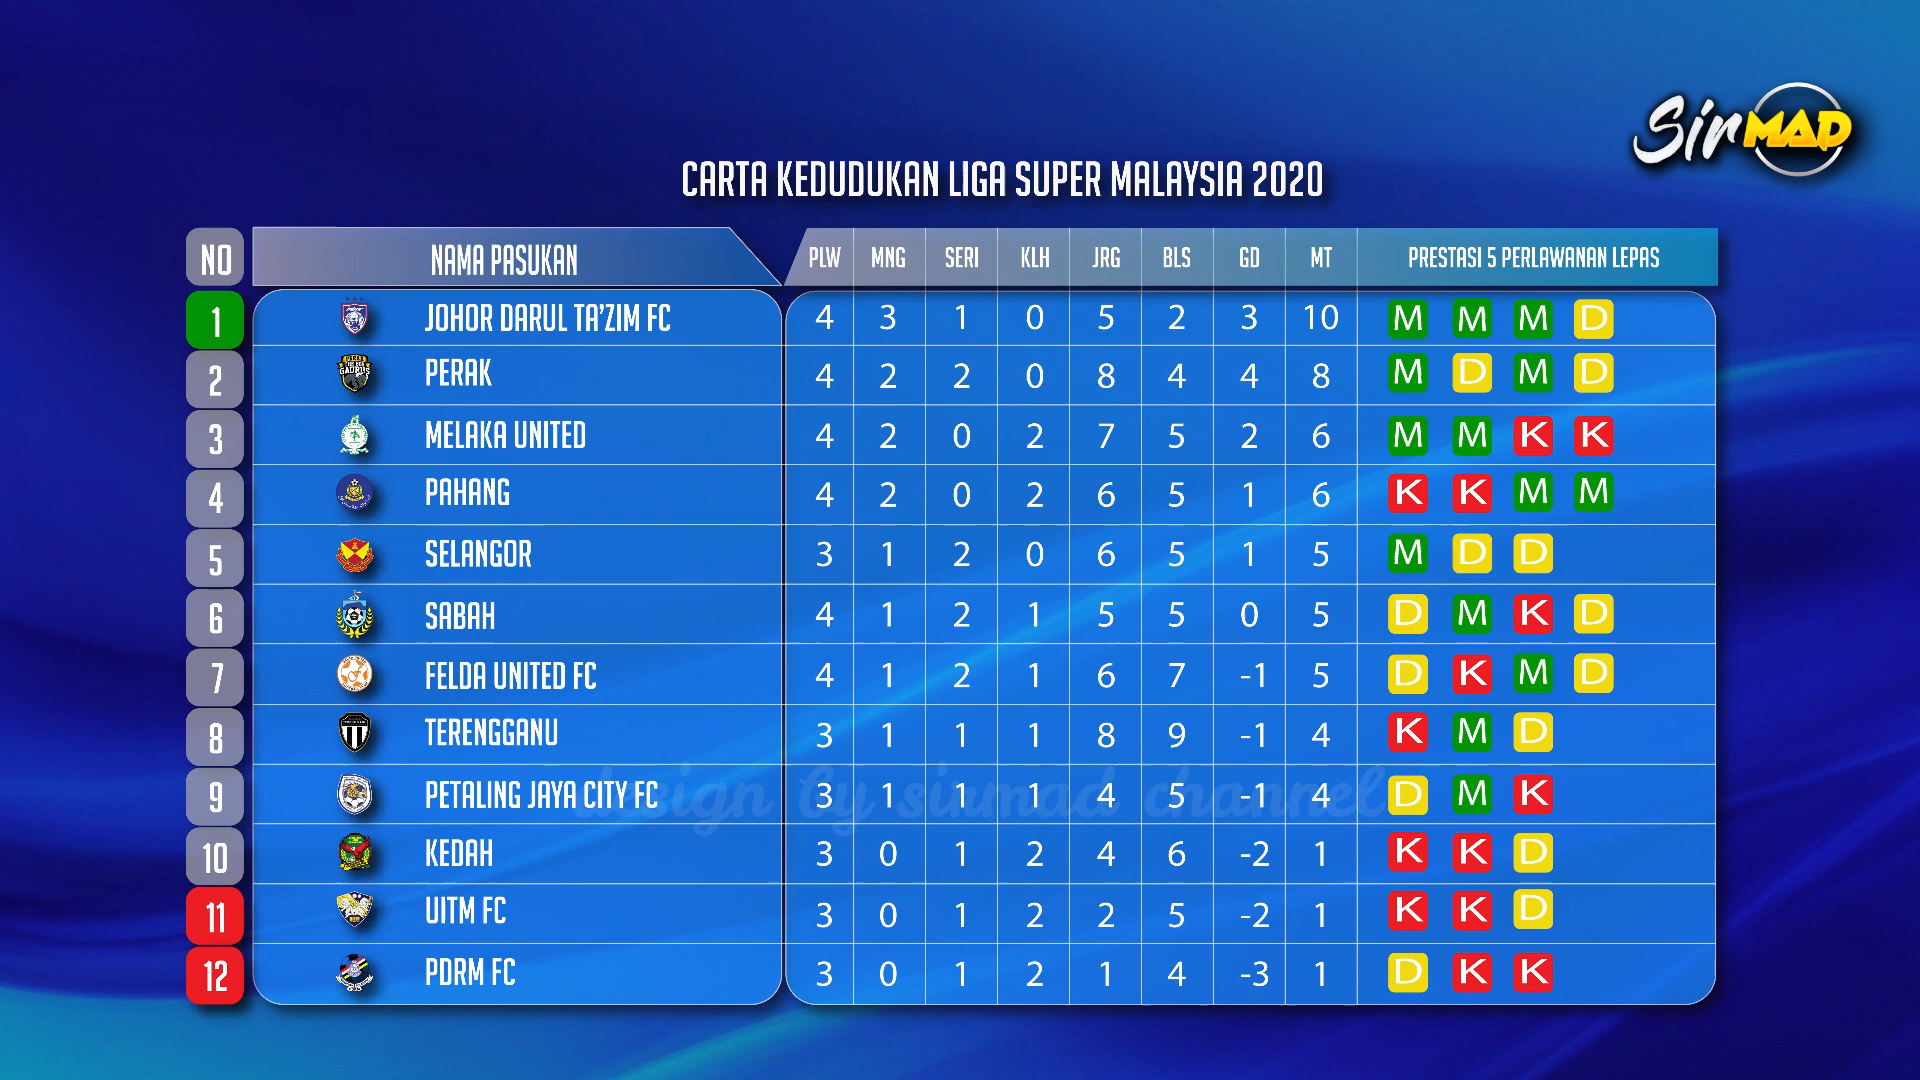 SirMAD
CARTA KEDUDUKAN LIGA SUPER MALAYSIA 2020
NO NAMA PASUKAN PLW MNG SERI KLH JRG BLS GD MT PRESTASI 5 PERLAWANAN LEPAS
1 JOHOR DARUL TA'ZIM FC 4 3 1 0 5 2 3 10 M M M D
2 PERAK 4 2 2 0 8 4 4 8 M D M D
3 MELAKA UNITED 4 2 0 2 7 5 2 6 M M K K
4 PAHANG 4 2 0 2 6 5 1 6 K K M M
5 SELANGOR 3 1 2 0 6 5 1 5 M D D
6 SABAH 4 1 2 1 5 5 0 5 D M K D
7 FELDA UNITED FC 4 1 2 1 6 7 -1 5 D K M D
8 TERENGGANU 3 1 1 1 8 9 -1 4 K M D
9 PETALING JAYA CITY FC 3 1 1 1 4 5 -1 4 D M K
design by sirmad channel
10 KEDAH 3 0 1 2 4 6 -2 1 K K D
11 UITM FC 3 0 1 2 2 5 -2 1 K K D
12 PDRM FC 3 0 1 2 1 4 -3 1 D K K